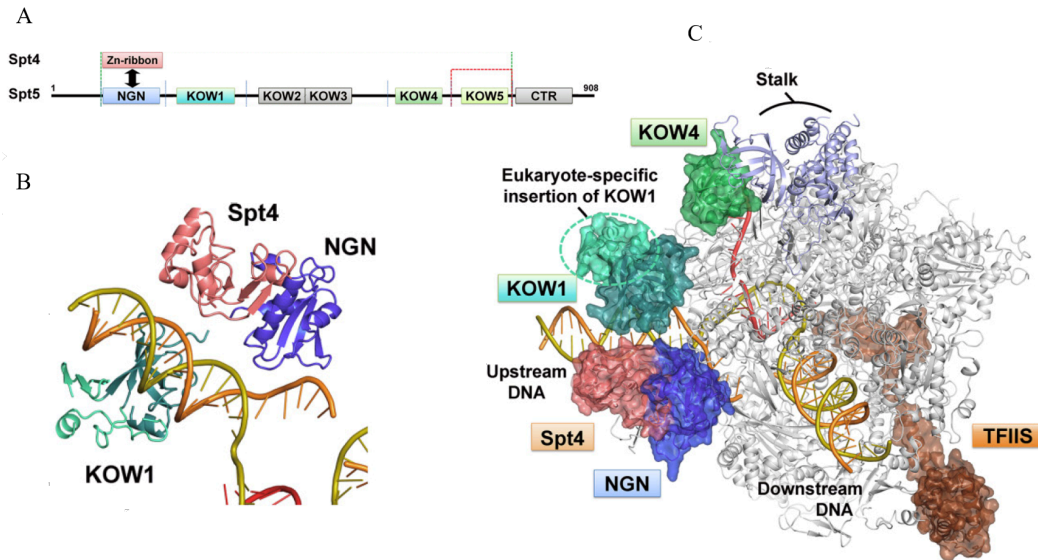 A
Spt4
Zn-ribbon
Spt5
1
NGN
KOW1
KOW2
KOW3
KOW4
KOW5
CTR
908
B
Spt4
NGN
KOW1
C
Stalk
KOW4
Eukaryote-specific
insertion of KOW1
KOW1
Upstream
DNA
Spt4
NGN
Downstream
DNA
TFIIS